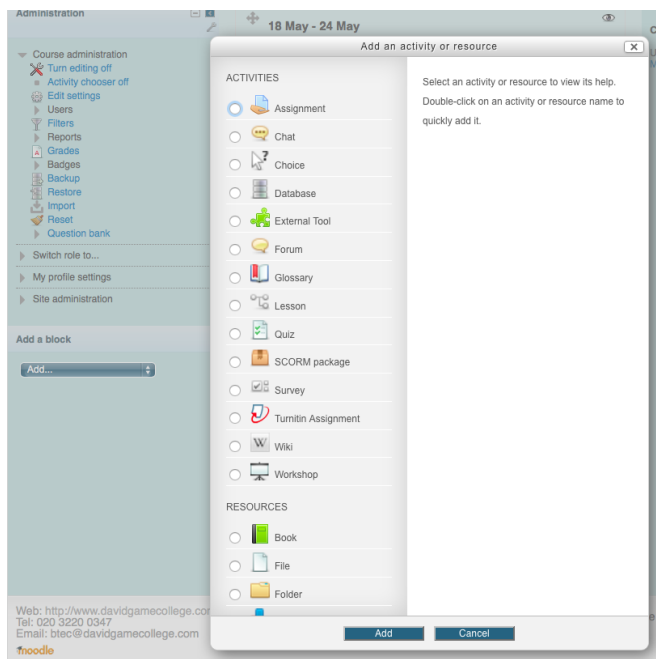 Administration
18 May - 24 May
Course administration
Turn editing off
Activity chooser off
Edit settings
Users
Filters
Reports
Grades
Badges
Backup
Restore
Import
Reset
Question bank
Switch role to...
My profile settings
Site administration
Add a block
Add...
Web: http://www.davidgamecollege.cor
Tel: 020 3220 0347
Email: btec@davidgamecollege.com
moodle
Add an activity or resource
ACTIVITIES
Assignment
Chat
Choice
Database
External Tool
Forum
Glossary
Lesson
Quiz
SCORM package
Survey
Turnitin Assignment
Wiki
Workshop
RESOURCES
Book
File
Folder
Select an activity or resource to view its help.
Double-click on an activity or resource name to
quickly add it.
Add
Cancel